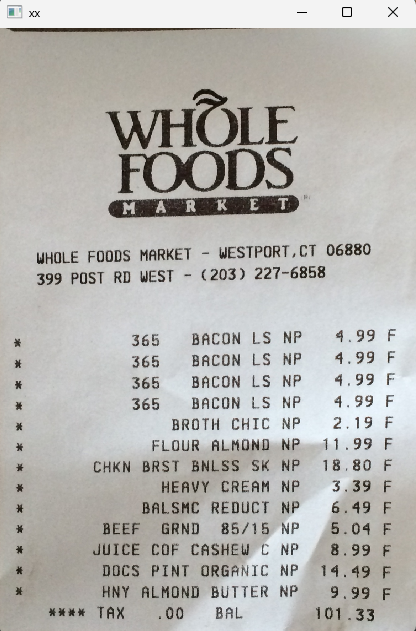 xx
WHOLE
FOODS
MARKET
WHOLE FOODS MARKET - WESTPORT,CT 06880
399 POST RD WEST - (203) 227-6858
* 365 BACON LS NP 4.99 F
* 365 BACON LS NP 4.99 F
* 365 BACON LS NP 4.99 F
* 365 BACON LS NP 4.99 F
* BROTH CHIC NP 2.19 F
* FLOUR ALMOND NP 11.99 F
* CHKN BRST BNLSS SK NP 18.80 F
* HEAVY CREAM NP 3.39 F
* BALSMC REDUCT NP 6.49 F
* BEEF GRND 85/15 NP 5.04 F
* JUICE COF CASHEW C NP 8.99 F
* DOCS PINT ORGANIC NP 14.49 F
* HNY ALMOND BUTTER NP 9.99 F
**** TAX .00 BAL 101.33